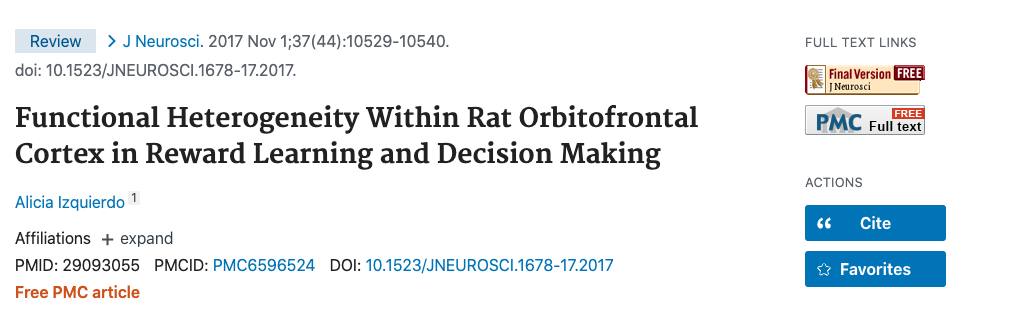 Review J Neurosci. 2017 Nov 1;37(44):10529-10540.
doi: 10.1523/JNEUROSCI.1678-17.2017.
Functional Heterogeneity Within Rat Orbitofrontal
Cortex in Reward Learning and Decision Making
Alicia Izquierdo 1
Affiliations + expand
PMID: 29093055 PMCID: PMC6596524 DOI: 10.1523/JNEUROSCI.1678-17.2017
Free PMC article
FULL TEXT LINKS
Final Version FREE
J Neurosci
FREE
PMC Full text
ACTIONS
Cite
Favorites